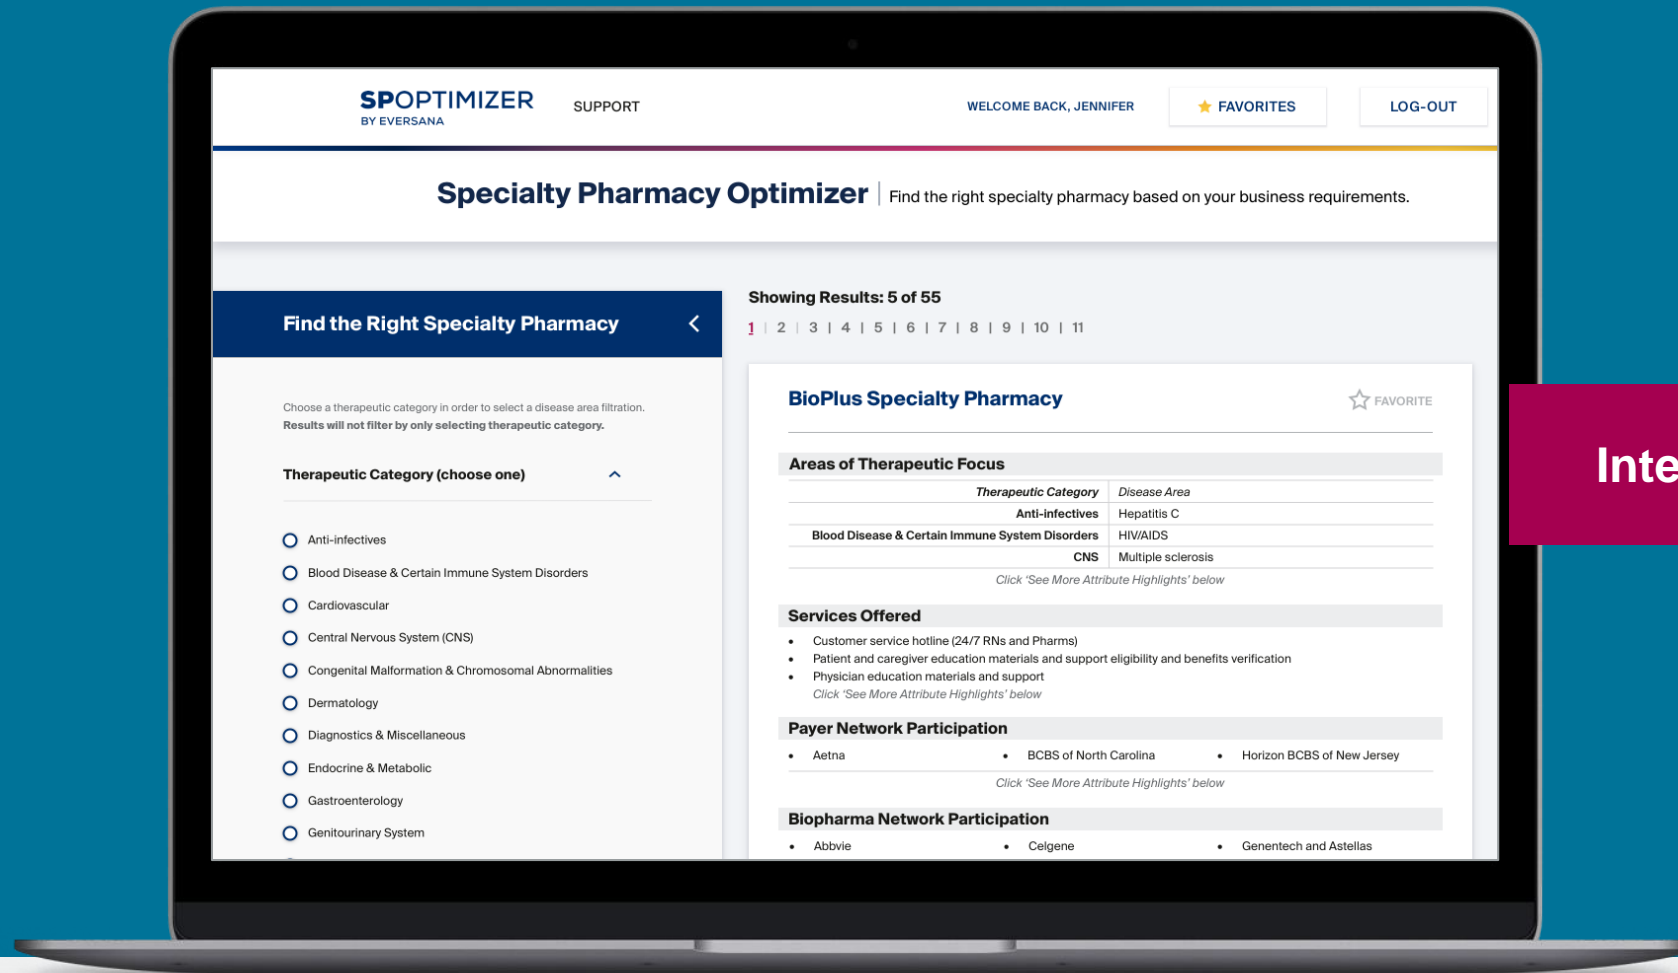 SPOPTIMIZER
BY EVERSANA
SUPPORT
WELCOME BACK, JENNIFER
FAVORITES
LOG-OUT
Specialty Pharmacy Optimizer | Find the right specialty pharmacy based on your business requirements.
Find the Right Specialty Pharmacy
Choose a therapeutic category in order to select a disease area filtration.
Results will not filter by only selecting therapeutic category.
Therapeutic Category (choose one)
Anti-infectives
Blood Disease & Certain Immune System Disorders
Cardiovascular
Central Nervous System (CNS)
Congenital Malformation & Chromosomal Abnormalities
Dermatology
Diagnostics & Miscellaneous
Endocrine & Metabolic
Gastroenterology
Genitourinary System
Showing Results: 5 of 55
1 | 2 | 3 | 4 | 5 | 6 | 7 | 8 | 9 | 10 | 11
BioPlus Specialty Pharmacy
FAVORITE
Areas of Therapeutic Focus
Therapeutic Category Disease Area
Anti-infectives Hepatitis C
Blood Disease & Certain Immune System Disorders HIV/AIDS
CNS Multiple sclerosis
Click ‘See More Attribute Highlights’ below
Services Offered
• Customer service hotline (24/7 RNs and Pharms)
• Patient and caregiver education materials and support eligibility and benefits verification
• Physician education materials and support
Click ‘See More Attribute Highlights’ below
Payer Network Participation
• Aetna • BCBS of North Carolina • Horizon BCBS of New Jersey
Click ‘See More Attribute Highlights’ below
Biopharma Network Participation
• Abbvie • Celgene • Genentech and Astellas
Inte